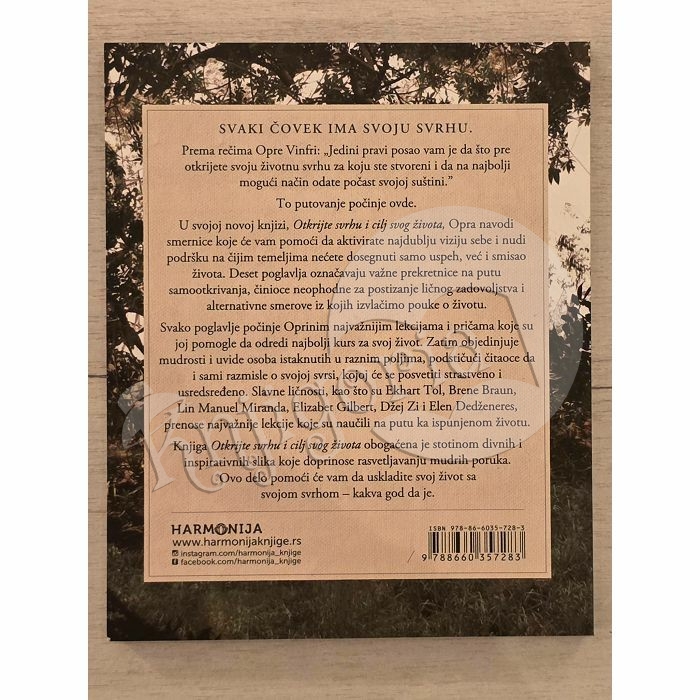 SVAKI ČOVEK IMA SVOJU SVRHU.
Prema rečima Opre Vinfri: „Jedini pravi posao vam je da što pre
otkrijete svoju životnu svrhu za koju ste stvoreni i da na najbolji
mogući način odate počast svojoj suštini.”
To putovanje počinje ovde.
U svojoj novoj knjizi, Otkrijte svrhu i cilj svog života, Opra navodi
smernice koje će vam pomoći da aktivirate najdublju viziju sebe i nudi
podršku na čijim temeljima nećete dosegnuti samo uspeh, već i smisao
života. Deset poglavlja označavaju važne prekretnice na putu
samootkrivanja, činioce neophodne za postizanje ličnog zadovoljstva i
alternativne smerove iz kojih izvlačimo pouke o životu.
Svako poglavlje počinje Oprinim najvažnijim lekcijama i pričama koje su
joj pomogle da odredi najbolji kurs za svoj život. Zatim objedinjuje
mudrosti i uvide osoba istaknutih u raznim poljima, podstičući čitaoce da
i sami razmisle o svojoj svrsi, kojoj će se posvetiti strastveno i
usredsređeno. Slavne ličnosti, kao što su Ekhart Tol, Brene Braun,
Lin Manuel Miranda, Elizabet Gilbert, Džej Zi i Elen Dedženeres,
prenose najvažnije lekcije koje su naučili na putu ka ispunjenom životu.
Knjiga Otkrijte svrhu i cilj svog života obogaćena je stotinom divnih i
inspirativnih slika koje doprinose rasvetljavanju mudrih poruka.
Ovo delo pomoći će vam da uskladite svoj život sa
svojom svrhom – kakva god da je.
HARMONIJA
www.harmonijaknjige.rs
instagram.com/harmonija_knjige
facebook.com/harmonija_knjige
ISBN 978-86-6035-728-3
9 788660 357283